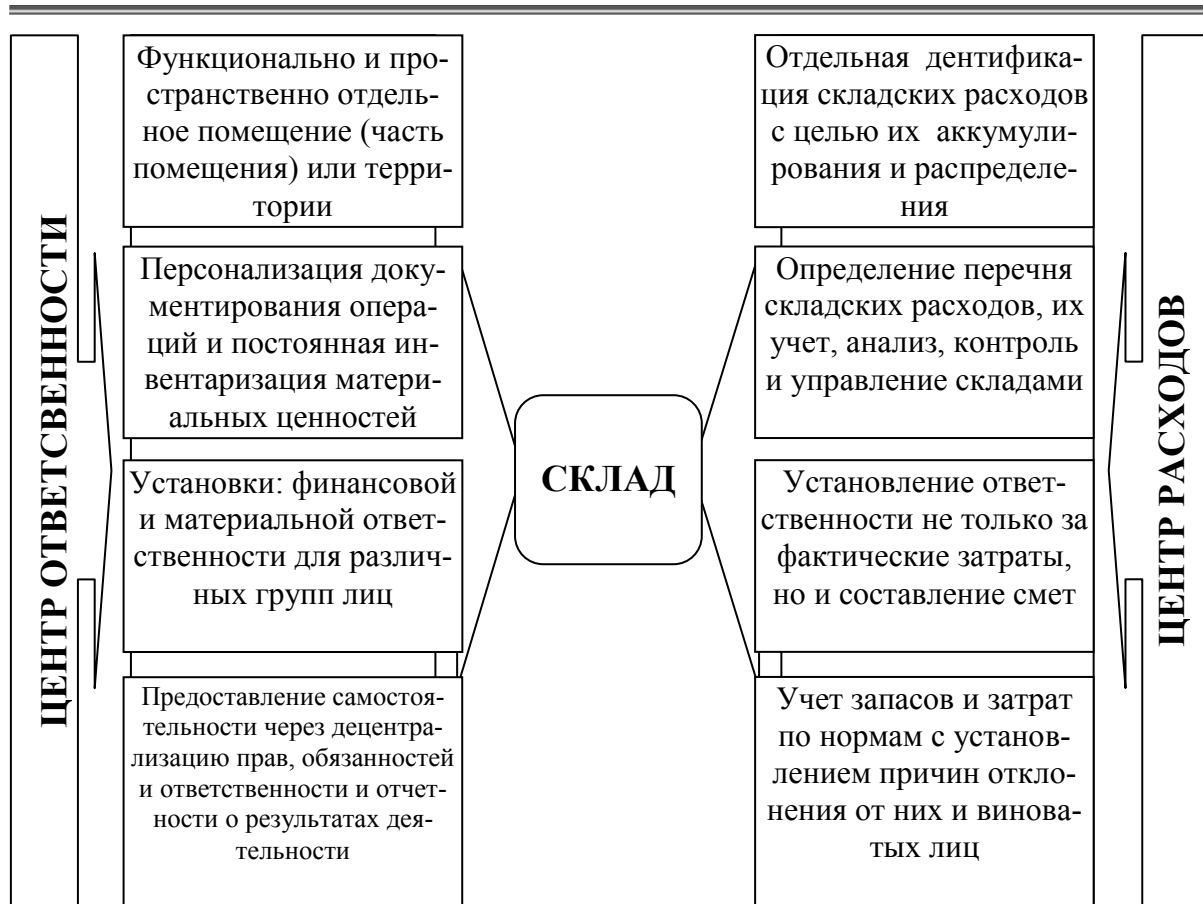 ЦЕНТР ОТВЕТСВЕННОСТИ
Функционально и про-
странственно отдель-
ное помещение (часть
помещения) или терри-
тории
Персонализация доку-
ментирования опера-
ций и постоянная ин-
вентаризация матери-
альных ценностей
Установки: финансовой
и материальной ответ-
ственности для различ-
ных групп лиц
Предоставление самостоя-
тельности через децентра-
лизацию прав, обязанностей
и ответственности и отчет-
ности о результатах дея-
тельности
СКЛАД
Отдельная дентифика-
ция складских расходов
с целью их аккумули-
рования и распределе-
ния
Определение перечня
складских расходов, их
учет, анализ, контроль
и управление складами
Установление ответ-
ственности не только за
фактические затраты,
но и составление смет
Учет запасов и затрат
по нормам с установ-
лением причин откло-
нения от них и винова-
тых лиц
ЦЕНТР РАСХОДОВ